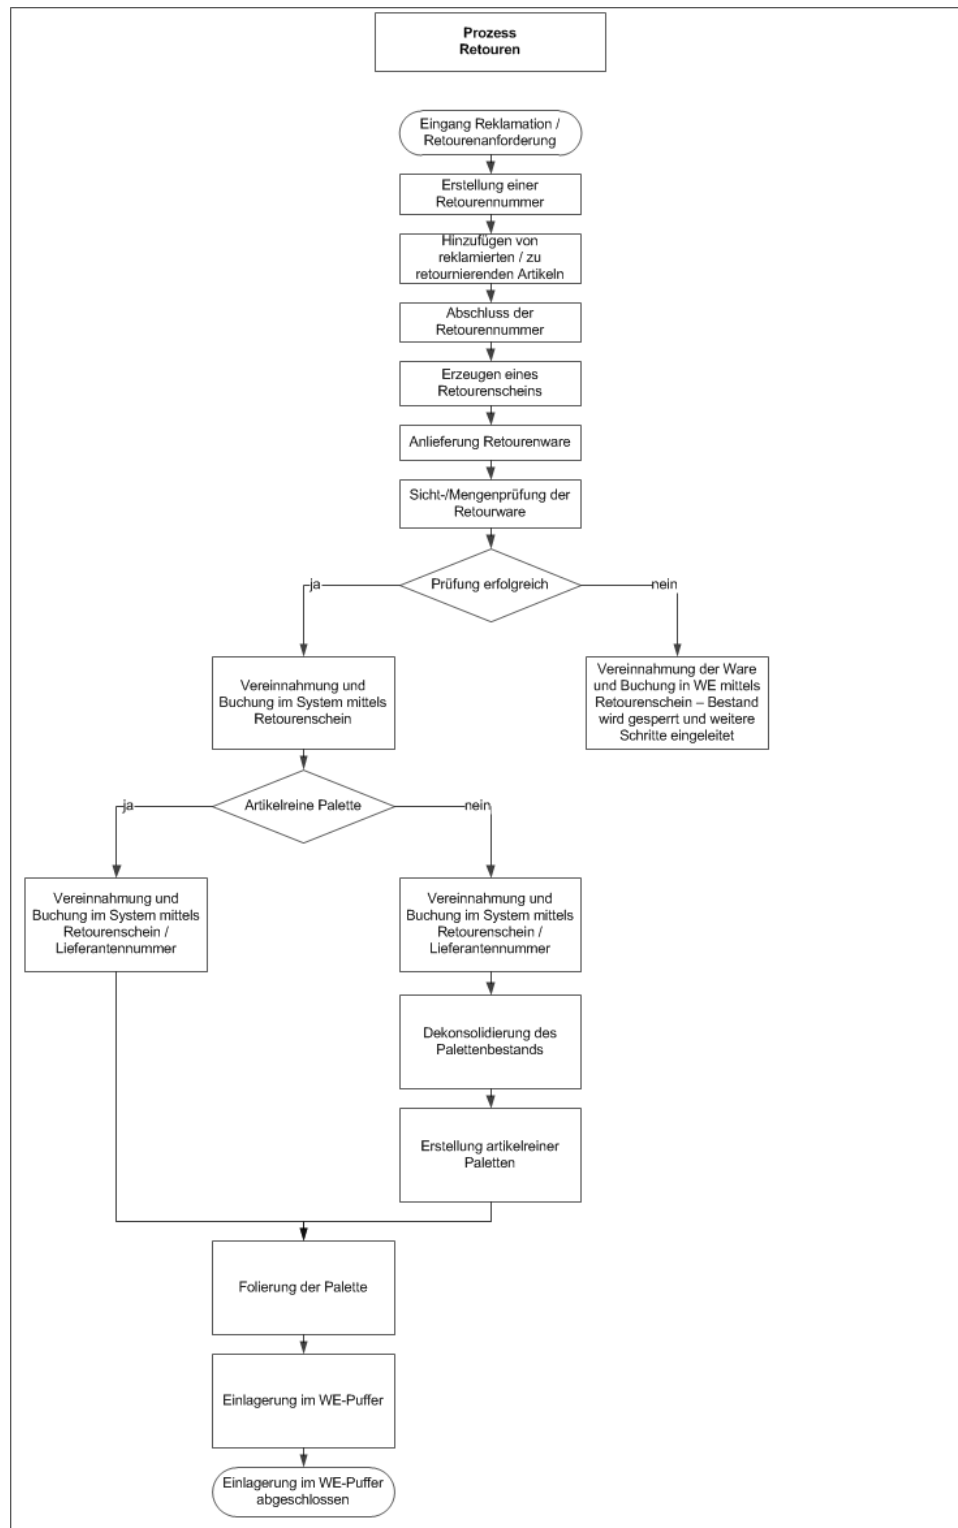 Prozess
Retouren
Eingang Reklamation /
Retourenanforderung
Erstellung einer
Retourennummer
Hinzufügen von
reklamierten / zu
retournierenden Artikeln
Abschluss der
Retourennummer
Erzeugen eines
Retourenscheins
Anlieferung Retourenware
Sicht-/Mengenprüfung der
Retourware
Prüfung erfolgreich
ja
nein
Vereinnahmung und
Buchung im System mittels
Retourenschein
Vereinnahmung der Ware
und Buchung in WE mittels
Retourenschein – Bestand
wird gesperrt und weitere
Schritte eingeleitet
Artikelreine Palette
ja
nein
Vereinnahmung und
Buchung im System mittels
Retourenschein /
Lieferantennummer
Vereinnahmung und
Buchung im System mittels
Retourenschein /
Lieferantennummer
Dekonsolidierung des
Palettenbestands
Erstellung artikelreiner
Paletten
Folierung der Palette
Einlagerung im WE-Puffer
Einlagerung im WE-Puffer
abgeschlossen